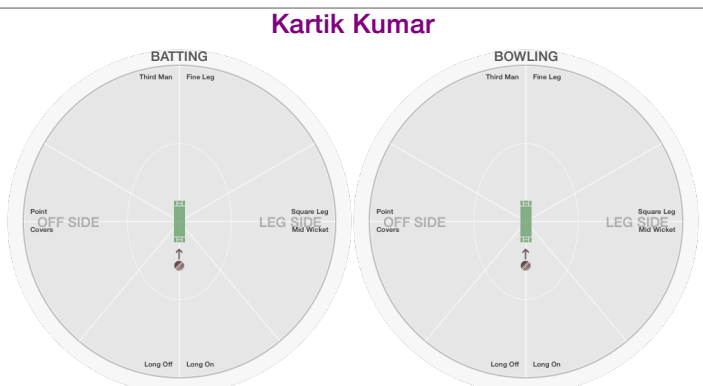 Kartik Kumar
BATTING
Third Man Fine Leg
Point
OFF SIDE
Covers
Square Leg
LEG SIDE
Mid Wicket
Long Off Long On
BOWLING
Third Man Fine Leg
Point
OFF SIDE
Covers
Square Leg
LEG SIDE
Mid Wicket
Long Off Long On